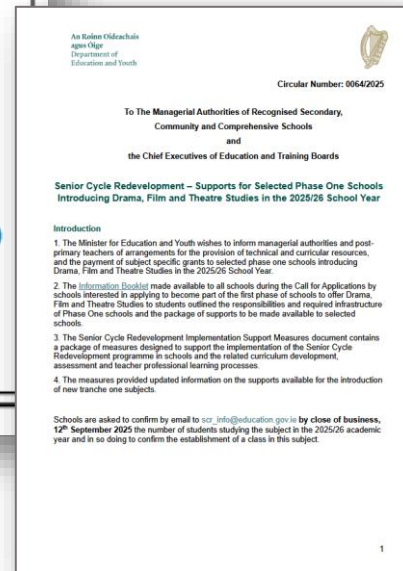 An Roinn Oideachais
agus Óige
Department of
Education and Youth
Circular Number: 0064/2025
To The Managerial Authorities of Recognised Secondary,
Community and Comprehensive Schools
and
the Chief Executives of Education and Training Boards
Senior Cycle Redevelopment – Supports for Selected Phase One Schools
Introducing Drama, Film and Theatre Studies in the 2025/26 School Year
Introduction
1. The Minister for Education and Youth wishes to inform managerial authorities and post-
primary teachers of arrangements for the provision of technical and curricular resources,
and the payment of subject specific grants to selected phase one schools introducing
Drama, Film and Theatre Studies in the 2025/26 School Year.
2. The Information Booklet made available to all schools during the Call for Applications by
schools interested in applying to become part of the first phase of schools to offer Drama,
Film and Theatre Studies to students outlined the responsibilities and required infrastructure
of Phase One schools and the package of supports to be made available to selected
schools.
3. The Senior Cycle Redevelopment Implementation Support Measures document contains
a package of measures designed to support the implementation of the Senior Cycle
Redevelopment programme in schools and the related curriculum development,
assessment and teacher professional learning processes.
4. The measures provided updated information on the supports available for the introduction
of new tranche one subjects.
Schools are asked to confirm by email to scr_info@education.gov.ie by close of business,
12th September 2025 the number of students studying the subject in the 2025/26 academic
year and in so doing to confirm the establishment of a class in this subject.
1